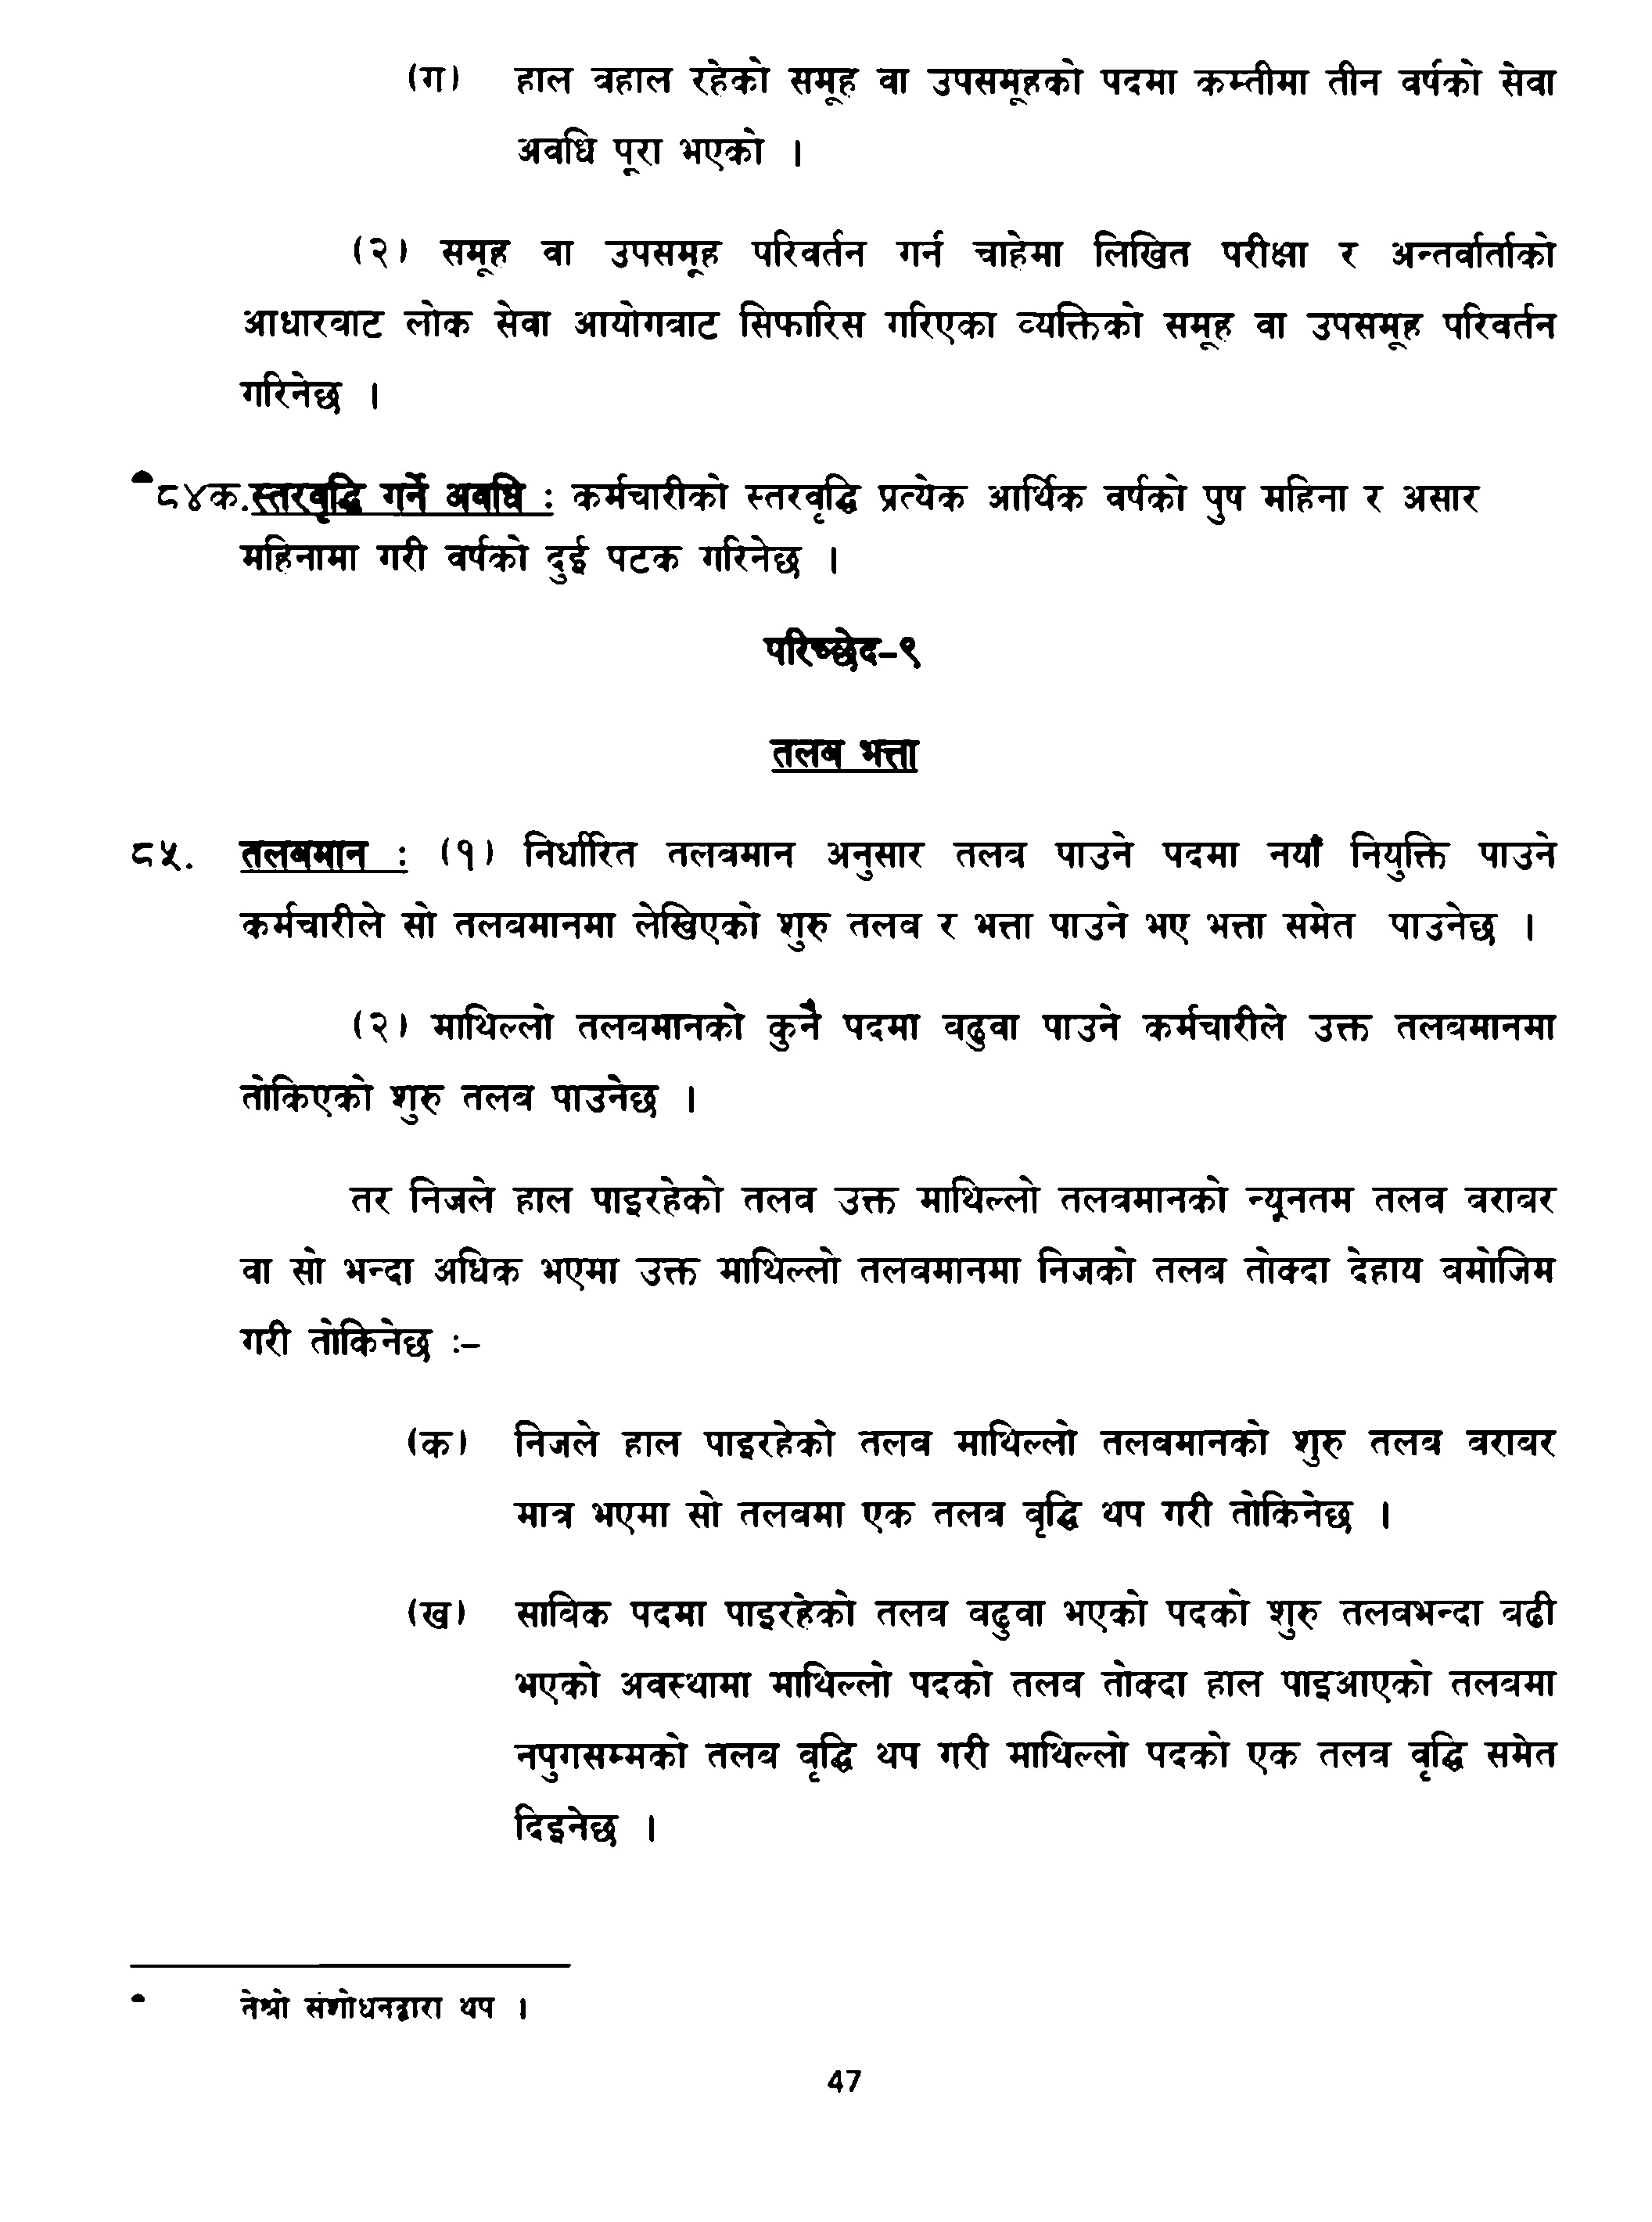 (ग) हाल बहाल रहेको समूह वा उपसमूहको पदमा कम्तीमा तीन वर्षको सेवा
अवधि पूरा भएको ।
(२) समूह वा उपसमूह परिवर्तन गर्न चाहेमा लिखित परीक्षा र अन्तर्वार्ताको
आधारबाट लोक सेवा आयोगबाट सिफारिस गरिएका व्यक्तिको समूह वा उपसमूह परिवर्तन
गरिनेछ ।
८४क.स्तरवृद्धि गर्ने अवधि : कर्मचारीको स्तरवृद्धि प्रत्येक आर्थिक वर्षको पुष महिना र असार
महिनामा गरी वर्षको दुई पटक गरिनेछ ।
परिच्छेद–९
तलब भत्ता
८५. तलबमान : (१) निर्धारित तलबमान अनुसार तलब पाउने पदमा नयाँ नियुक्ति पाउने
कर्मचारीले सो तलबमानमा लेखिएको शुरु तलब र भत्ता पाउने भए भत्ता समेत पाउनेछ ।
(२) माथिल्लो तलबमानको कुनै पदमा बढुवा पाउने कर्मचारीले उक्त तलबमानमा
तोकिएको शुरु तलब पाउनेछ ।
तर निजले हाल पाइरहेको तलब उक्त माथिल्लो तलबमानको न्यूनतम तलब बराबर
वा सो भन्दा अधिक भएमा उक्त माथिल्लो तलबमानमा निजको तलब तोक्दा देहाय बमोजिम
गरी तोकिनेछ :–
(क) निजले हाल पाइरहेको तलब माथिल्लो तलबमानको शुरु तलब बराबर
मात्र भएमा सो तलबमा एक तलब वृद्धि थप गरी तोकिनेछ ।
(ख) साबिक पदमा पाइरहेको तलब बढुवा भएको पदको शुरु तलबभन्दा बढी
भएको अवस्थामा माथिल्लो पदको तलब तोक्दा हाल पाइआएको तलबमा
नपुगसम्मको तलब वृद्धि थप गरी माथिल्लो पदको एक तलब वृद्धि समेत
दिइनेछ ।
तेश्रो संशोधनद्वारा थप ।
47